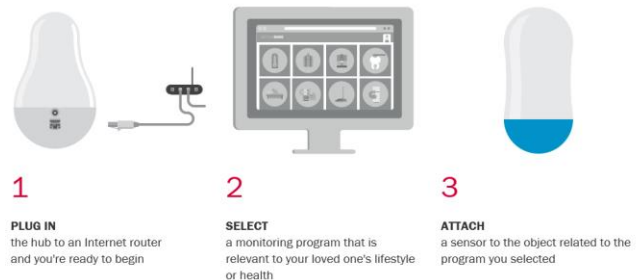 1
PLUG IN
the hub to an Internet router
and you're ready to begin
2
SELECT
a monitoring program that is
relevant to your loved one's lifestyle
or health
3
ATTACH
a sensor to the object related to the
program you selected